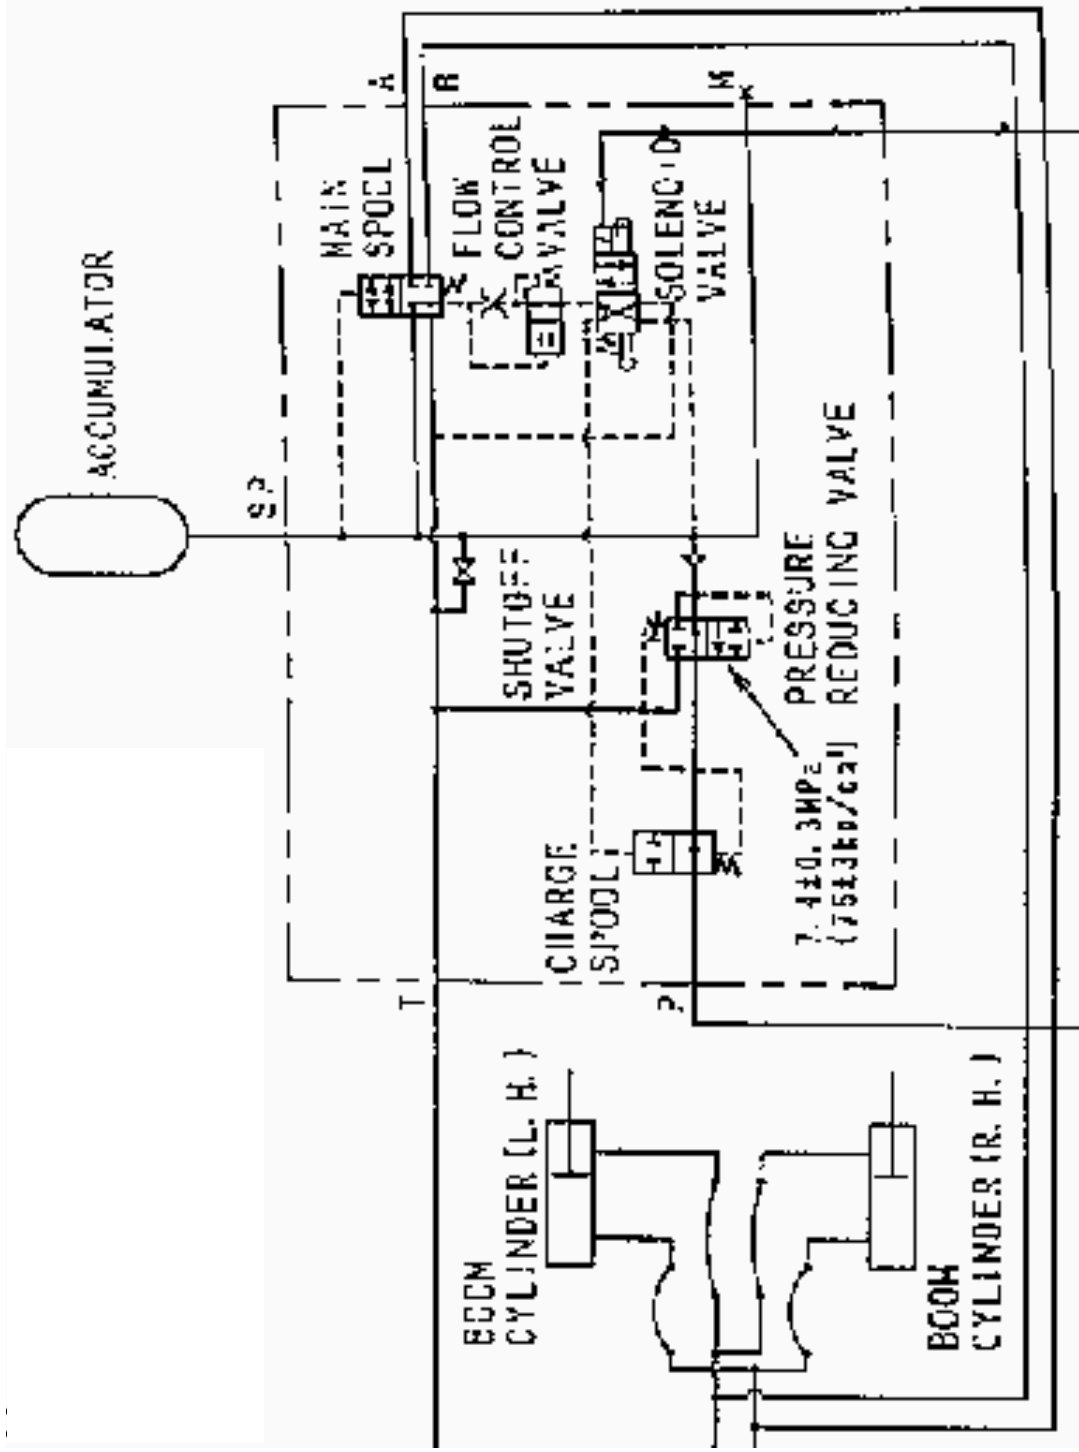 ACCUMULATOR
SP
A
B
M
MAIN
SPOOL
FLOW
CONTROL
VALVE
SOLENOID
VALVE
SHUTOFF
VALVE
PRESSURE
REDUCING VALVE
7.4±0.3MPa
CHARGE
SPOOL
T
P
BOOM
CYLINDER (L. H. )
BOOM
CYLINDER (R. H. )